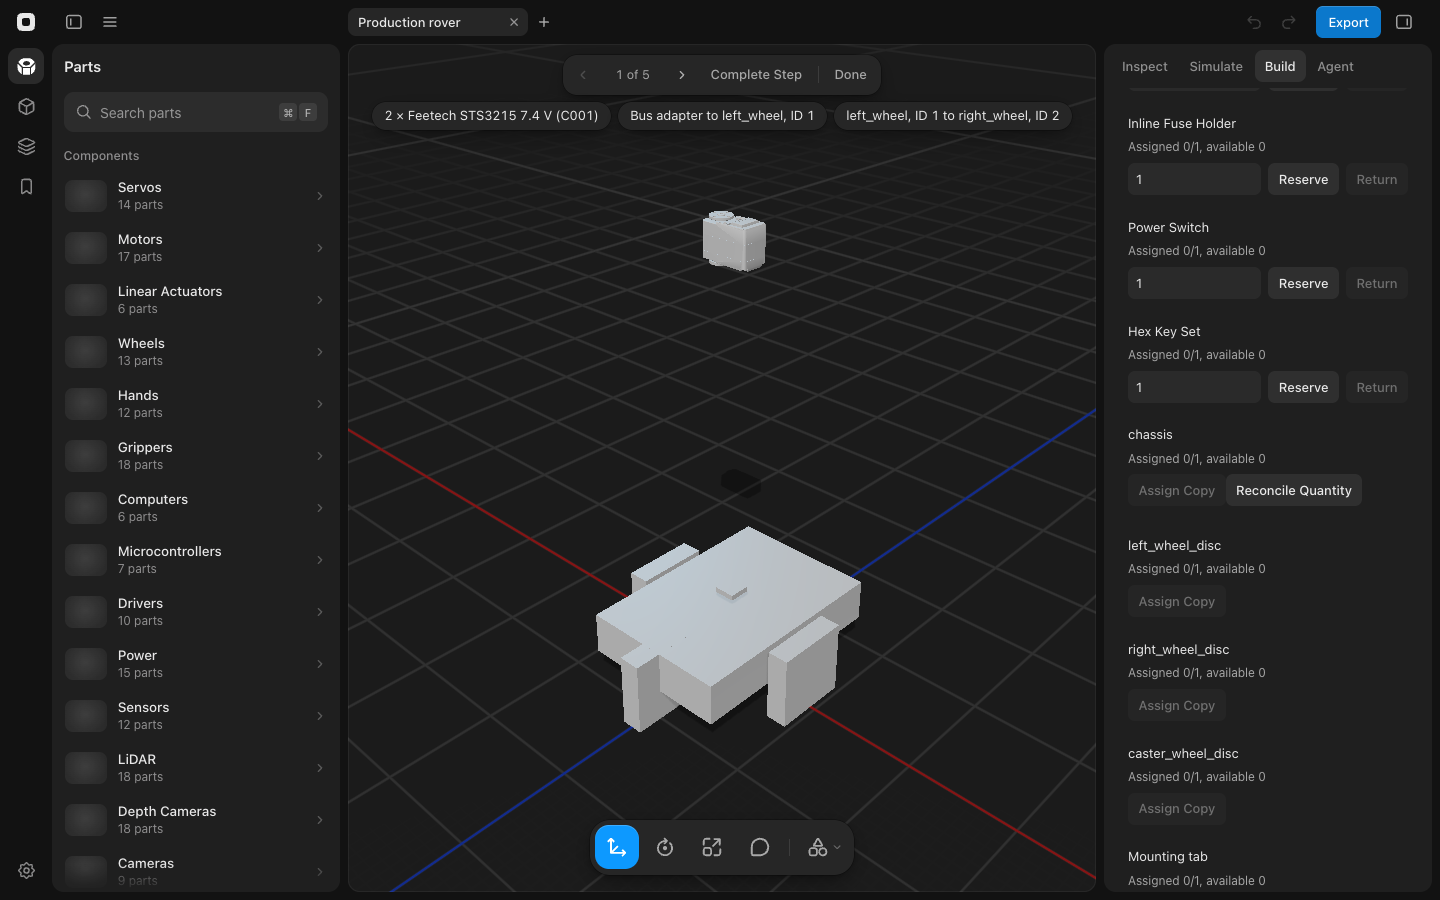 Production rover
Export
Parts
Search parts
⌘ F
Components
Servos
14 parts
Motors
17 parts
Linear Actuators
6 parts
Wheels
13 parts
Hands
12 parts
Grippers
18 parts
Computers
6 parts
Microcontrollers
7 parts
Drivers
10 parts
Power
15 parts
Sensors
12 parts
LiDAR
18 parts
Depth Cameras
18 parts
Cameras
9 parts
1 of 5
Complete Step
Done
2 × Feetech STS3215 7.4 V (C001)
Bus adapter to left_wheel, ID 1
left_wheel, ID 1 to right_wheel, ID 2
Inspect
Simulate
Build
Agent
Inline Fuse Holder
Assigned 0/1, available 0
1 Reserve Return
Power Switch
Assigned 0/1, available 0
1 Reserve Return
Hex Key Set
Assigned 0/1, available 0
1 Reserve Return
chassis
Assigned 0/1, available 0
Assign Copy Reconcile Quantity
left_wheel_disc
Assigned 0/1, available 0
Assign Copy
right_wheel_disc
Assigned 0/1, available 0
Assign Copy
caster_wheel_disc
Assigned 0/1, available 0
Assign Copy
Mounting tab
Assigned 0/1, available 0